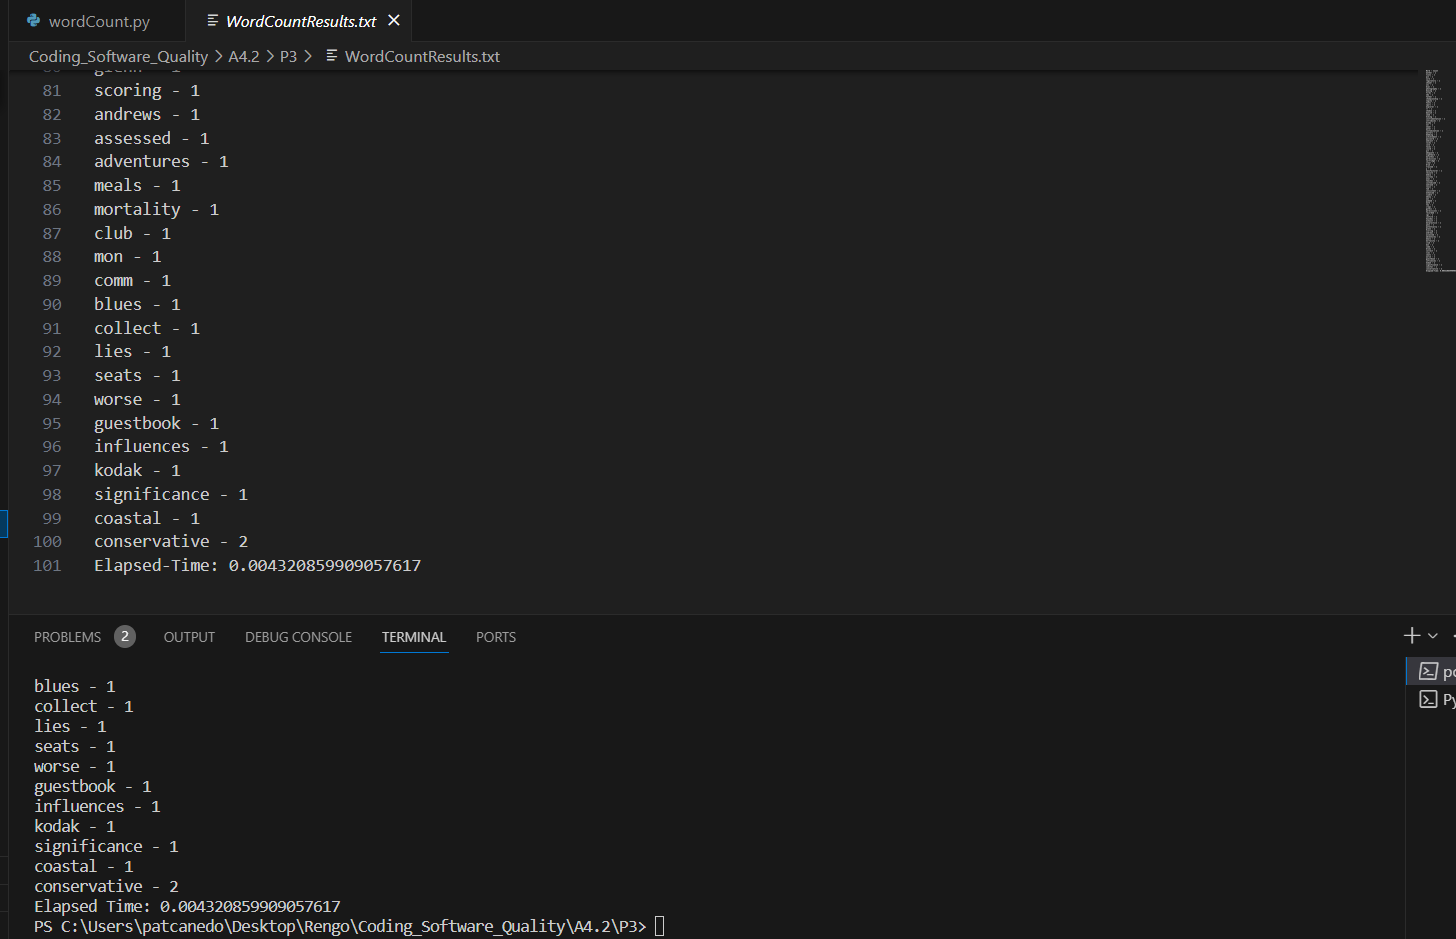 wordCount.py
WordCountResults.txt
Coding_Software_Quality > A4.2 > P3 > WordCountResults.txt
81 scoring - 1
82 andrews - 1
83 assessed - 1
84 adventures - 1
85 meals - 1
86 mortality - 1
87 club - 1
88 mon - 1
89 comm - 1
90 blues - 1
91 collect - 1
92 lies - 1
93 seats - 1
94 worse - 1
95 guestbook - 1
96 influences - 1
97 kodak - 1
98 significance - 1
99 coastal - 1
100 conservative - 2
101 Elapsed-Time: 0.004320859909057617
PROBLEMS 2 OUTPUT DEBUG CONSOLE TERMINAL PORTS
blues - 1
collect - 1
lies - 1
seats - 1
worse - 1
guestbook - 1
influences - 1
kodak - 1
significance - 1
coastal - 1
conservative - 2
Elapsed Time: 0.004320859909057617
PS C:\Users\patcanedo\Desktop\Rengo\Coding_Software_Quality\A4.2\P3>